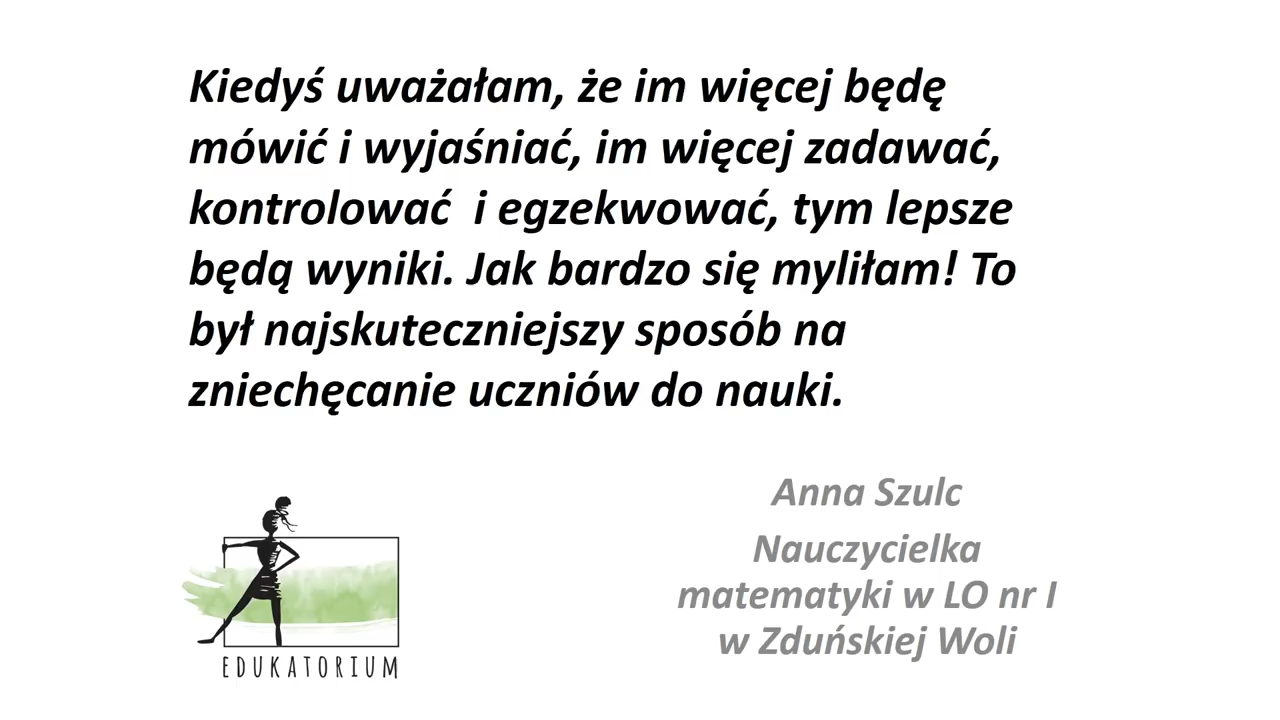 Kiedyś uważałam, że im więcej będę
mówić i wyjaśniać, im więcej zadawać,
kontrolować  i egzekwować, tym lepsze
będą wyniki. Jak bardzo się myliłam! To
był najskuteczniejszy sposób na
zniechęcanie uczniów do nauki.
Anna Szulc
Nauczycielka
matematyki w LO nr I
w Zduńskiej Woli
EDUKATORIUM